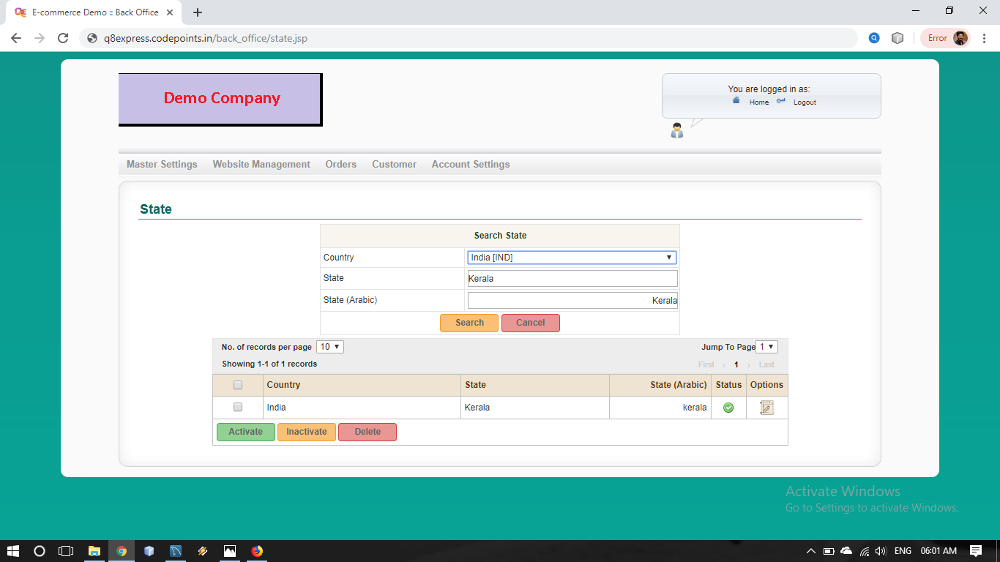 E-commerce Demo :: Back Office
q8express.codepoints.in/back_office/state.jsp
Error
Demo Company
You are logged in as:
Home Logout
Master Settings Website Management Orders Customer Account Settings
State
Search State
Country India [IND]
State Kerala
State (Arabic) Kerala
Search Cancel
No. of records per page 10 Jump To Page 1
Showing 1-1 of 1 records First ‹ 1 › Last
Country State State (Arabic) Status Options
India Kerala kerala
Activate Inactivate Delete
Activate Windows
Go to Settings to activate Windows.
ENG 06:01 AM